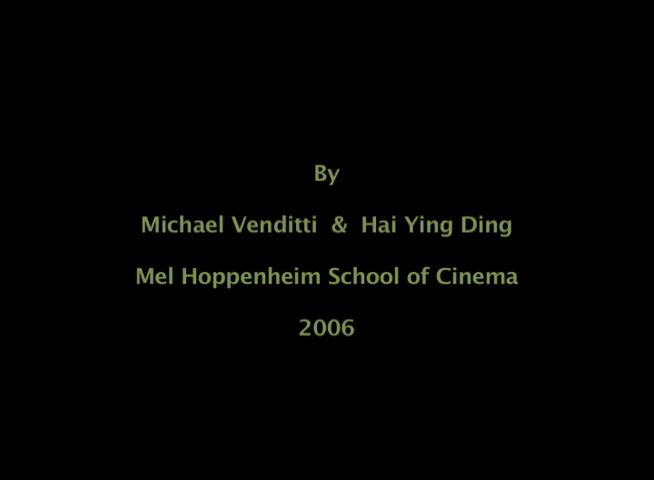 By
Michael Venditti & Hai Ying Ding
Mel Hoppenheim School of Cinema
2006